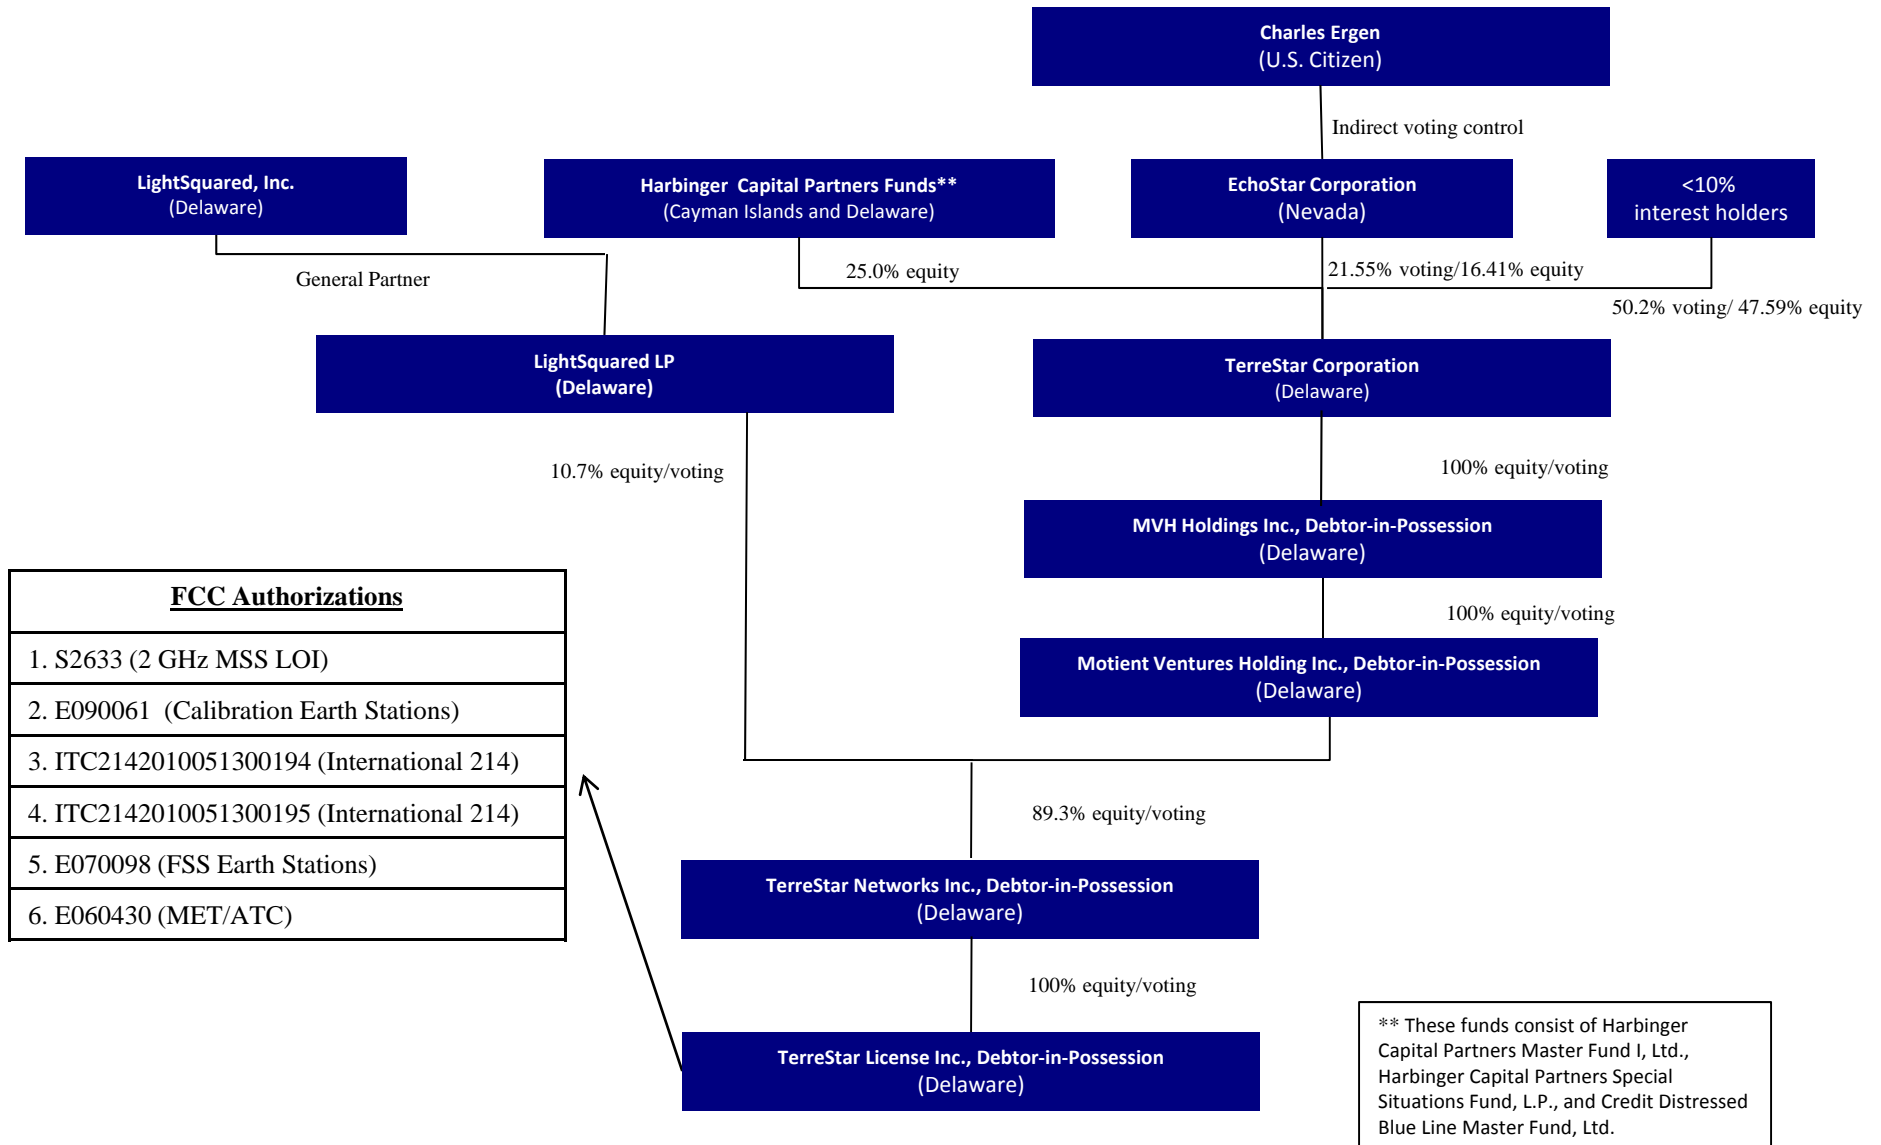 Charles Ergen
(U.S. Citizen)
Indirect voting control
LightSquared, Inc.
(Delaware)
Harbinger Capital Partners Funds**
(Cayman Islands and Delaware)
EchoStar Corporation
(Nevada)
<10%
interest holders
General Partner
25.0% equity
21.55% voting/16.41% equity
50.2% voting/ 47.59% equity
LightSquared LP
(Delaware)
TerreStar Corporation
(Delaware)
10.7% equity/voting
100% equity/voting
MVH Holdings Inc., Debtor-in-Possession
(Delaware)
100% equity/voting
Motient Ventures Holding Inc., Debtor-in-Possession
(Delaware)
FCC Authorizations
1. S2633 (2 GHz MSS LOI)
2. E090061 (Calibration Earth Stations)
3. ITC2142010051300194 (International 214)
4. ITC2142010051300195 (International 214)
5. E070098 (FSS Earth Stations)
6. E060430 (MET/ATC)
89.3% equity/voting
TerreStar Networks Inc., Debtor-in-Possession
(Delaware)
100% equity/voting
TerreStar License Inc., Debtor-in-Possession
(Delaware)
** These funds consist of Harbinger
Capital Partners Master Fund I, Ltd.,
Harbinger Capital Partners Special
Situations Fund, L.P., and Credit Distressed
Blue Line Master Fund, Ltd.